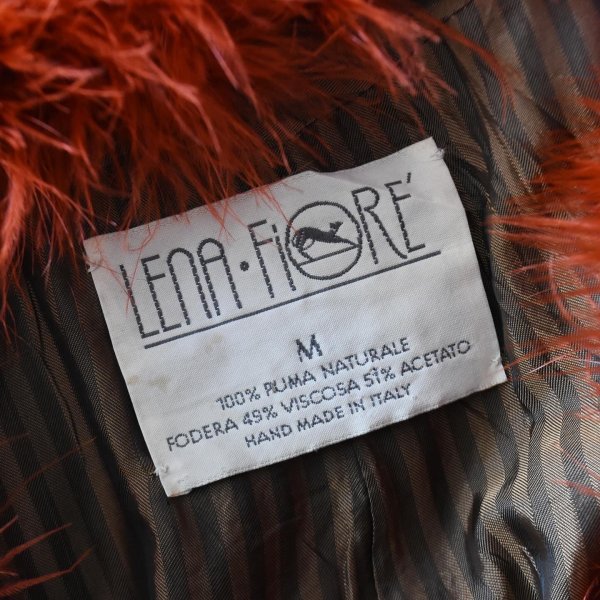 LENA·FiORÉ
M
100% PIUMA NATURALE
FODERA 49% VISCOSA 51% ACETATO
HAND MADE IN ITALY